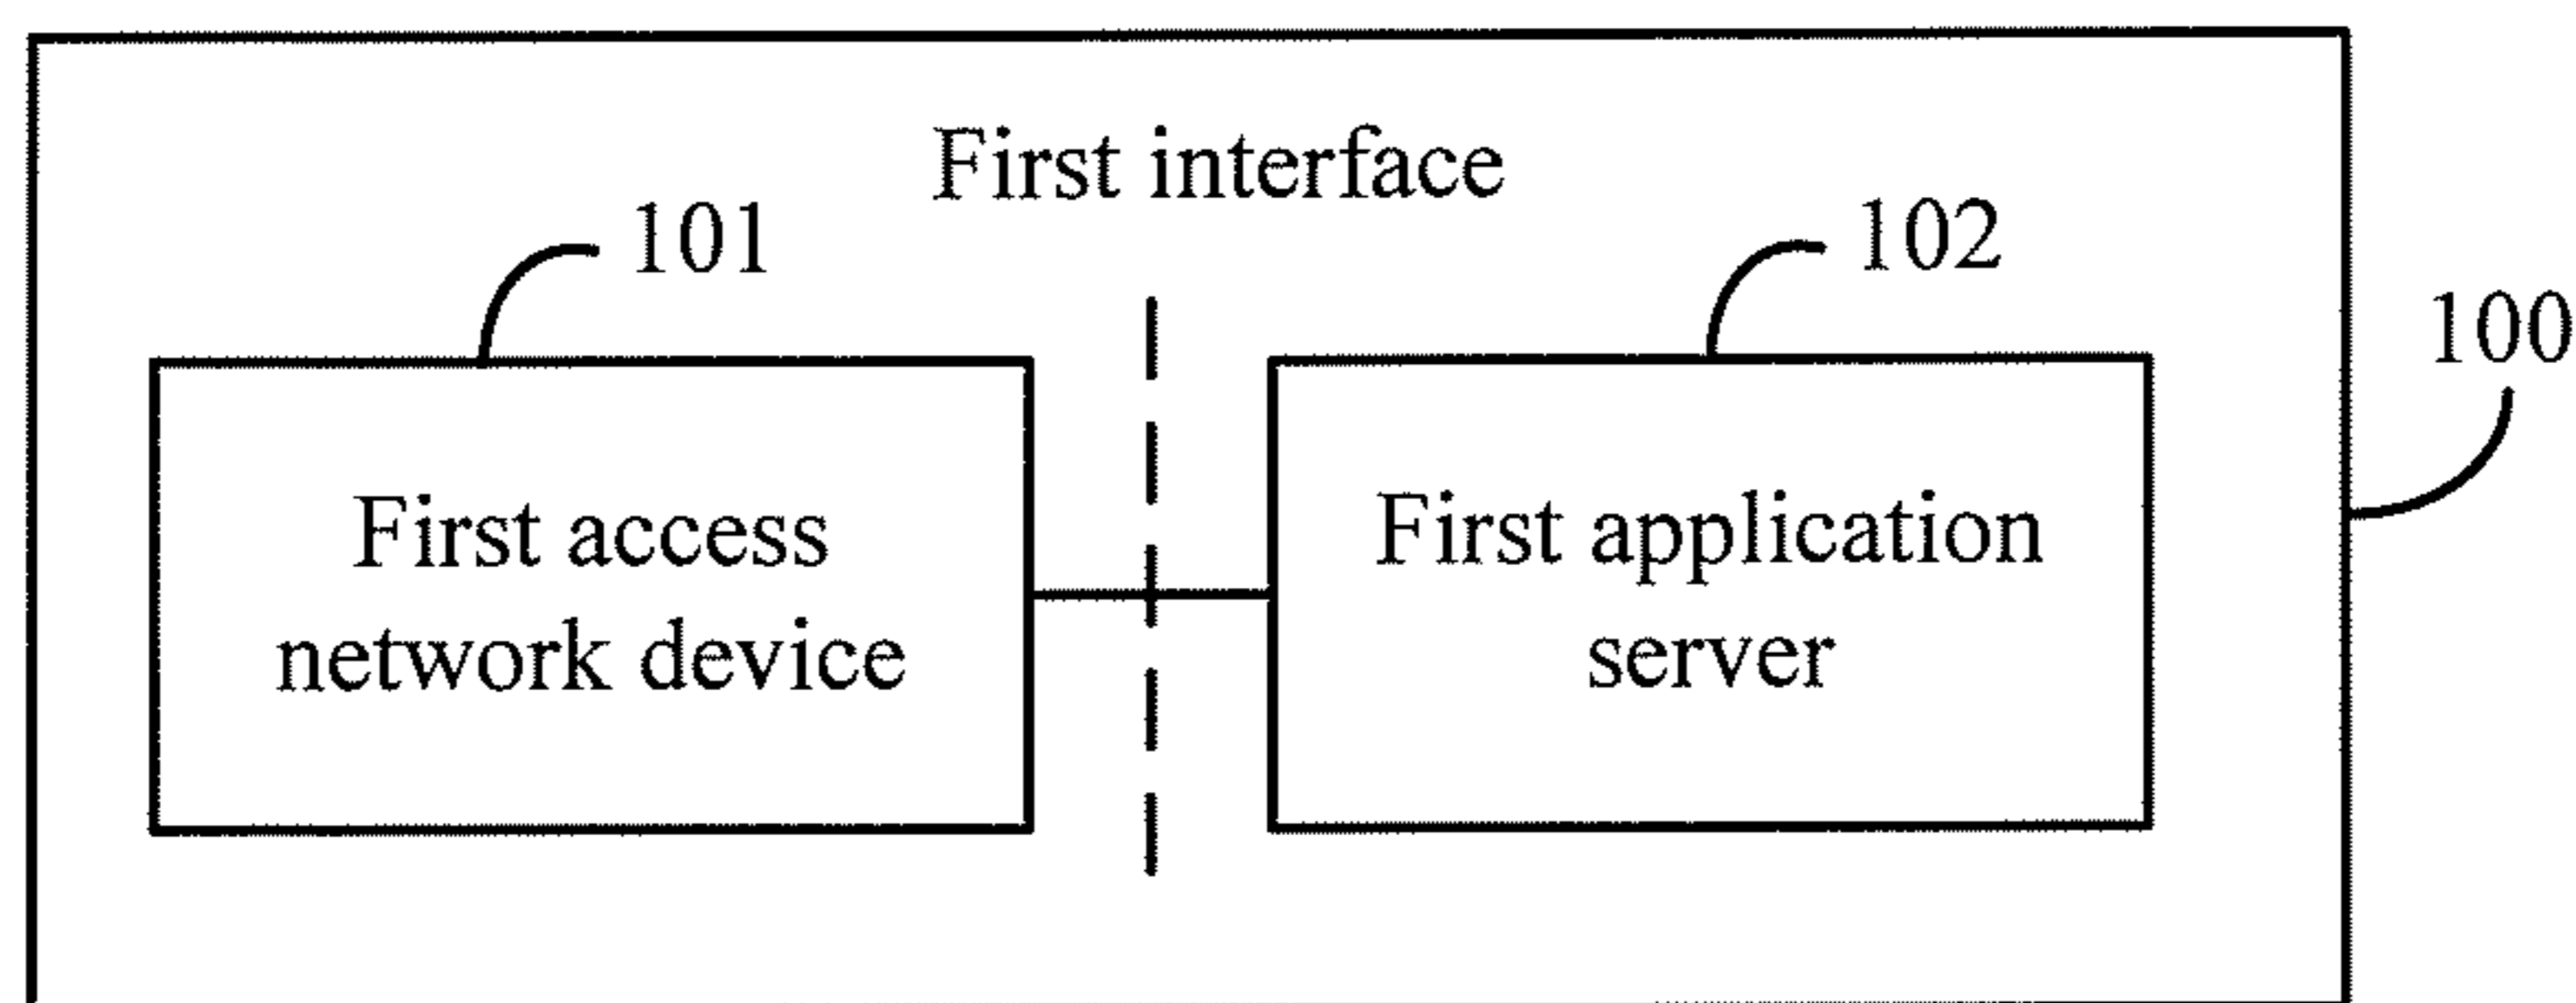 First interface
101
102
100
First access
network device
First application
server